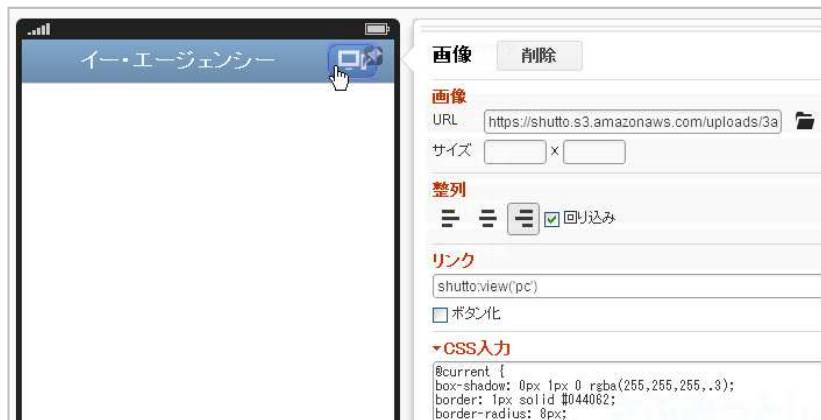 イー・エージェンシー
画像 削除
画像
URL https://shutto.s3.amazonaws.com/uploads/3a
サイズ x
整列
回り込み
リンク
shutto:view('pc')
ボタン化
▾CSS入力
@current {
box-shadow: 0px 1px 0 rgba(255,255,255,.3);
border: 1px solid #044062;
border-radius: 8px;